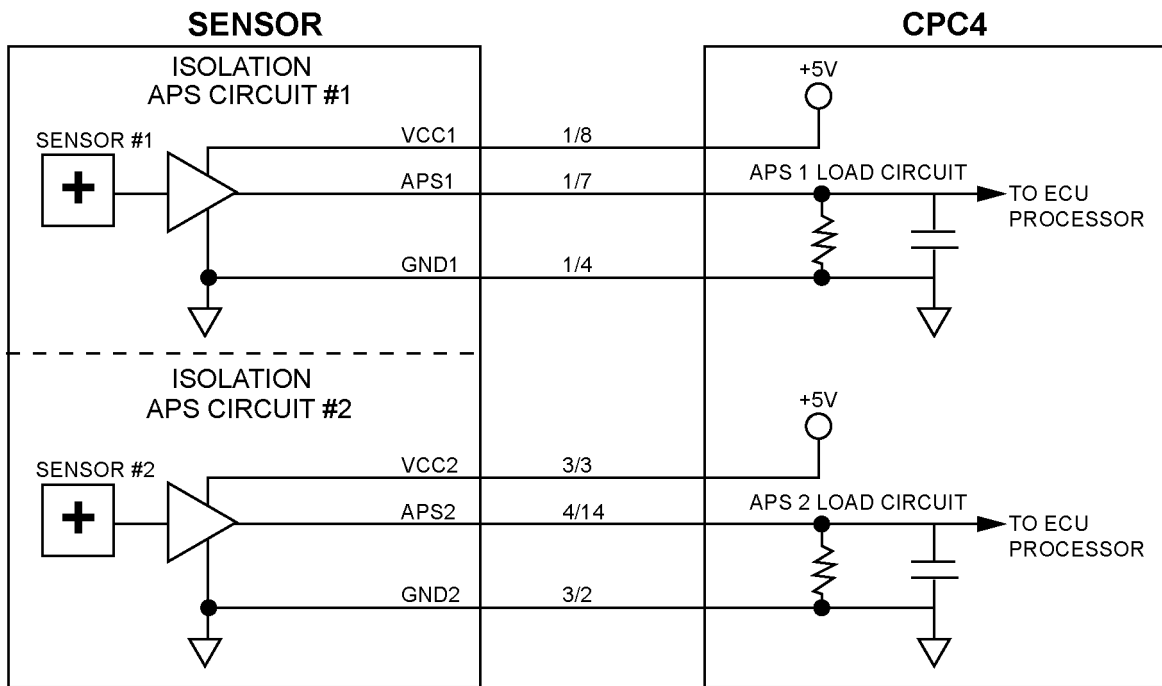 SENSOR
CPC4
ISOLATION
APS CIRCUIT #1
+5V
SENSOR #1
VCC1
1/8
APS1
1/7
APS 1 LOAD CIRCUIT
TO ECU
PROCESSOR
GND1
1/4
ISOLATION
APS CIRCUIT #2
+5V
SENSOR #2
VCC2
3/3
APS2
4/14
APS 2 LOAD CIRCUIT
TO ECU
PROCESSOR
GND2
3/2